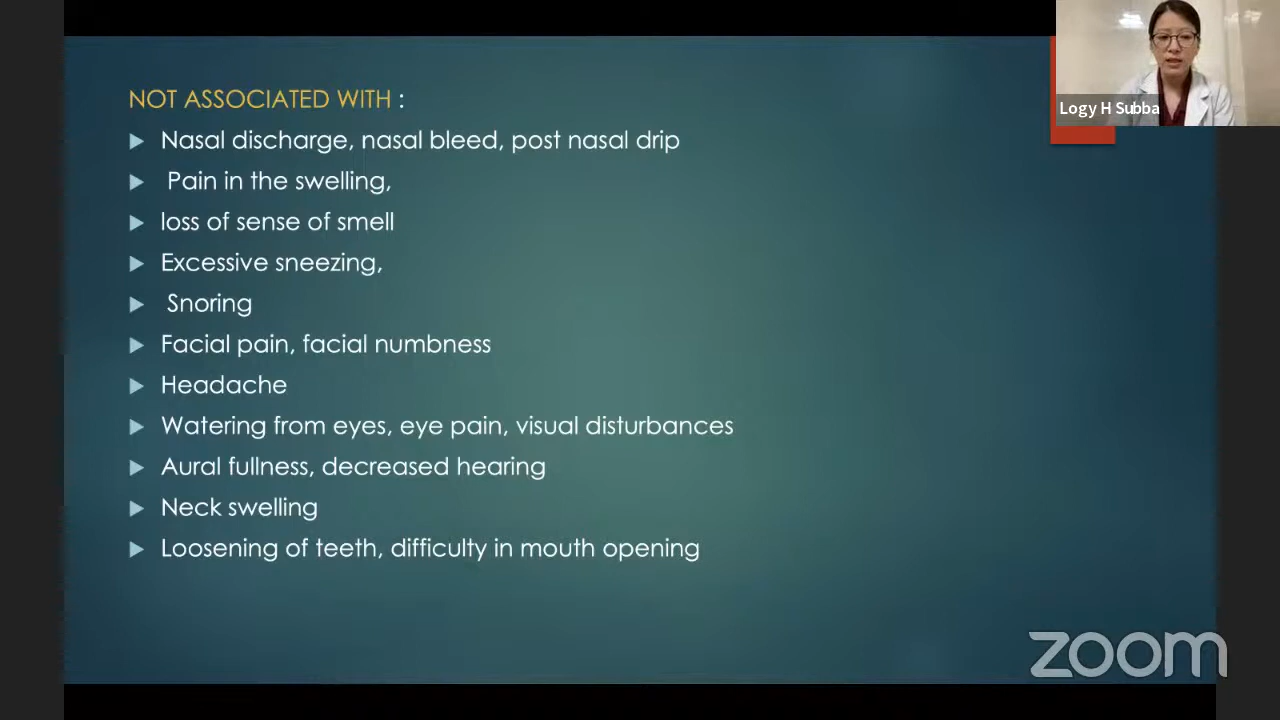 NOT ASSOCIATED WITH :
Nasal discharge, nasal bleed, post nasal drip
Pain in the swelling,
loss of sense of smell
Excessive sneezing,
Snoring
Facial pain, facial numbness
Headache
Watering from eyes, eye pain, visual disturbances
Aural fullness, decreased hearing
Neck swelling
Loosening of teeth, difficulty in mouth opening
Logy H Subba
zoom